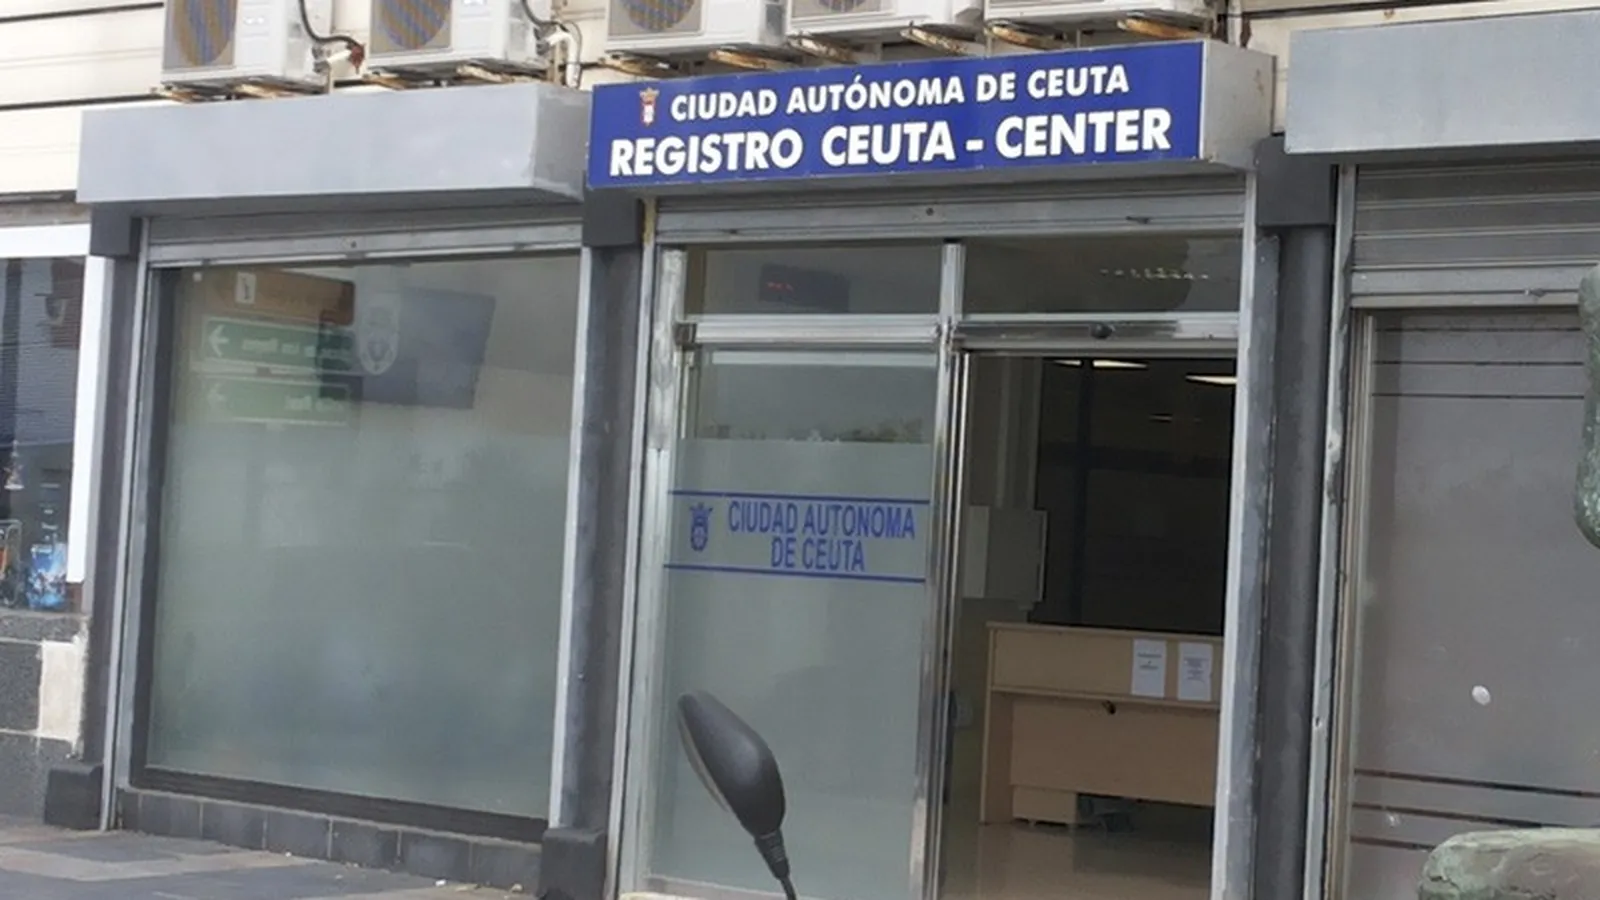 CIUDAD AUTÓNOMA DE CEUTA
REGISTRO CEUTA - CENTER
CIUDAD AUTONOMA
DE CEUTA